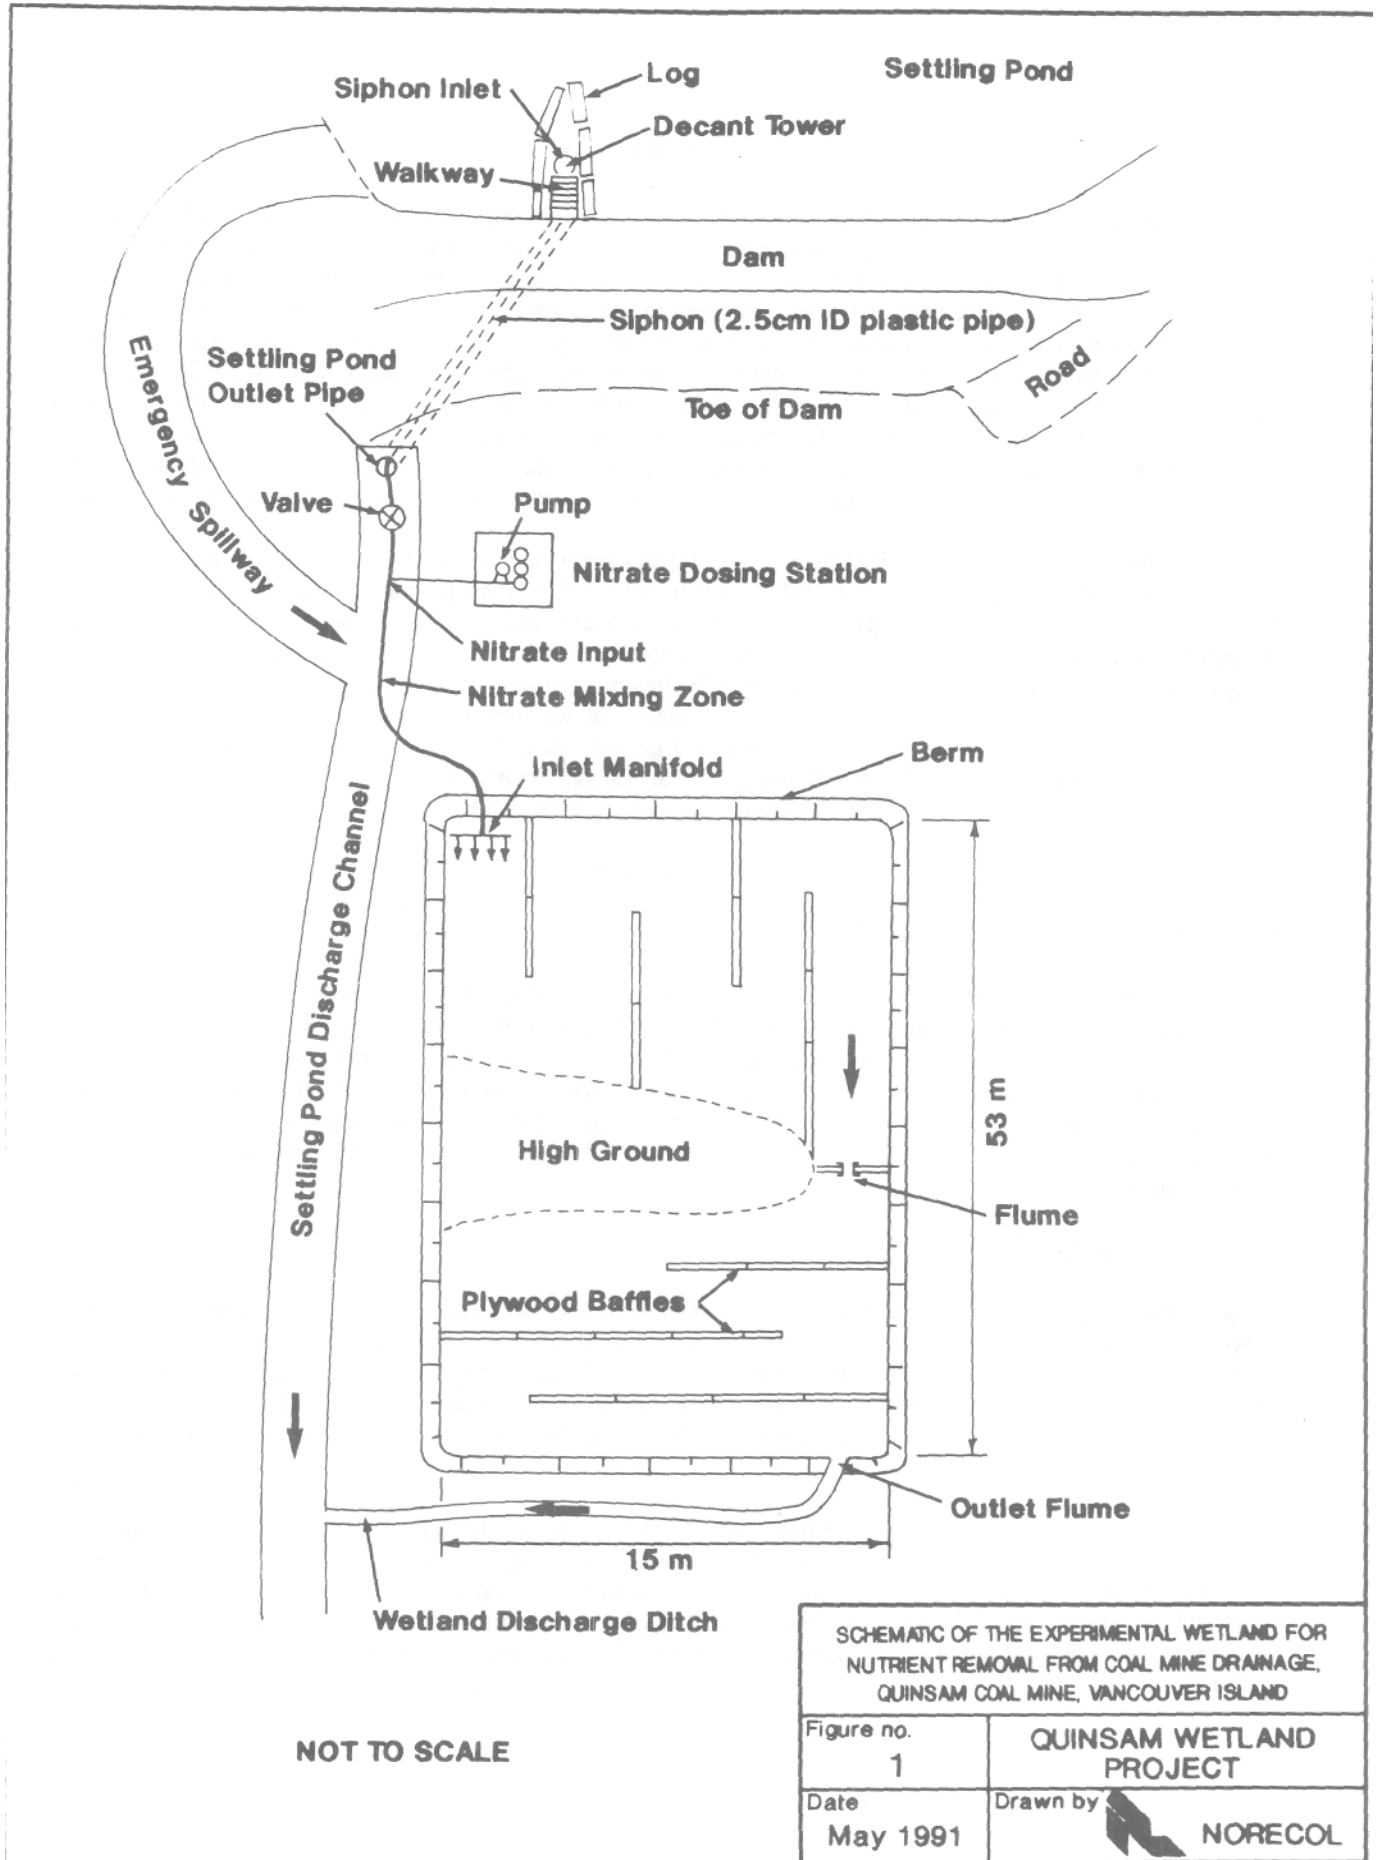 Settling Pond
Log
Siphon Inlet
Decant Tower
Walkway
Dam
Siphon (2.5cm ID plastic pipe)
Emergency Spillway
Settling Pond
Outlet Pipe
Road
Toe of Dam
Valve
Pump
Nitrate Dosing Station
Nitrate Input
Nitrate Mixing Zone
Berm
Inlet Manifold
Settling Pond Discharge Channel
53 m
High Ground
Flume
Plywood Baffles
Outlet Flume
15 m
Wetland Discharge Ditch
NOT TO SCALE
SCHEMATIC OF THE EXPERIMENTAL WETLAND FOR
NUTRIENT REMOVAL FROM COAL MINE DRAINAGE,
QUINSAM COAL MINE, VANCOUVER ISLAND
Figure no.
1
QUINSAM WETLAND
PROJECT
Date
May 1991
Drawn by
NORECOL